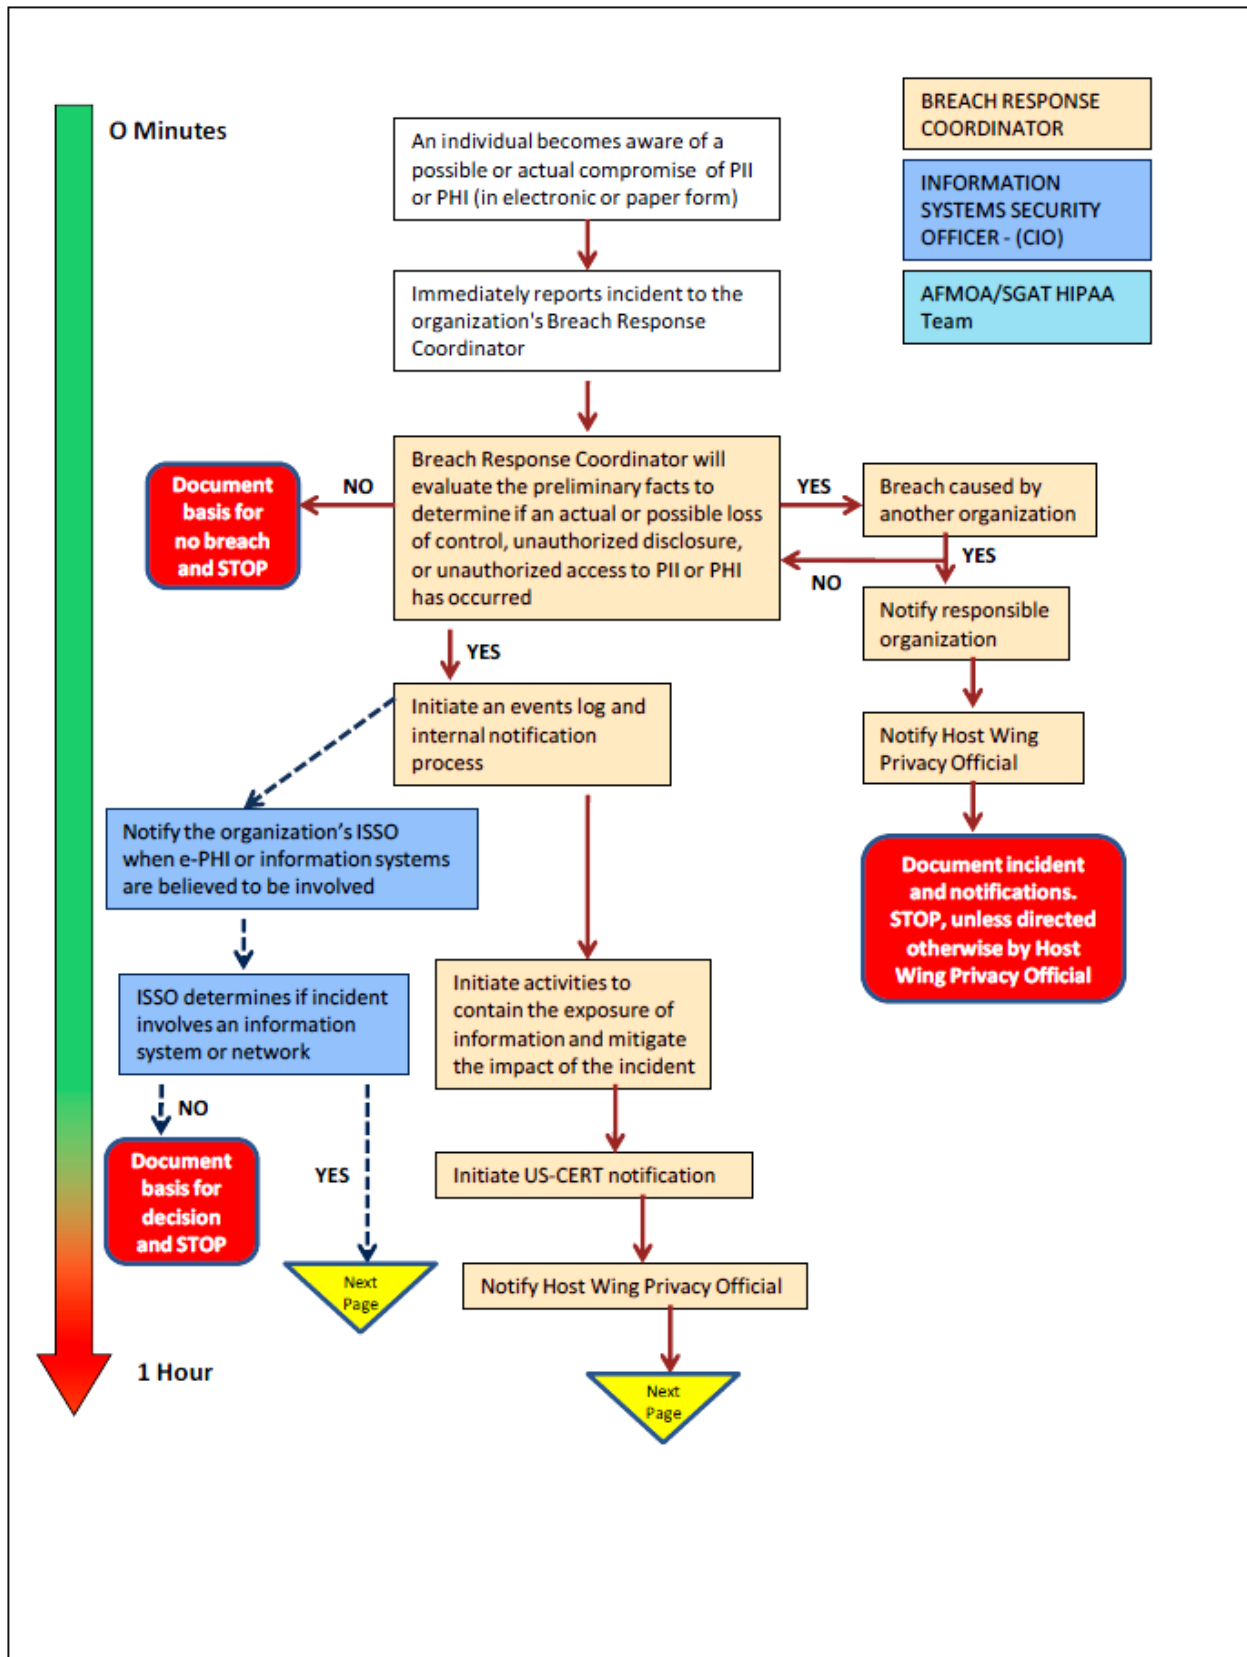 O Minutes
BREACH RESPONSE
COORDINATOR
INFORMATION
SYSTEMS SECURITY
OFFICER - (CIO)
AFMOA/SGAT HIPAA
Team
An individual becomes aware of a
possible or actual compromise of PII
or PHI (in electronic or paper form)
Immediately reports incident to the
organization's Breach Response
Coordinator
Breach Response Coordinator will
evaluate the preliminary facts to
determine if an actual or possible loss
of control, unauthorized disclosure,
or unauthorized access to PII or PHI
has occurred
NO
Document
basis for
no breach
and STOP
YES
Breach caused by
another organization
NO
YES
Notify responsible
organization
Notify Host Wing
Privacy Official
Document incident
and notifications.
STOP, unless directed
otherwise by Host
Wing Privacy Official
YES
Initiate an events log and
internal notification
process
Notify the organization’s ISSO
when e-PHI or information systems
are believed to be involved
ISSO determines if incident
involves an information
system or network
NO
Document
basis for
decision
and STOP
YES
Next
Page
Initiate activities to
contain the exposure of
information and mitigate
the impact of the incident
Initiate US-CERT notification
Notify Host Wing Privacy Official
Next
Page
1 Hour